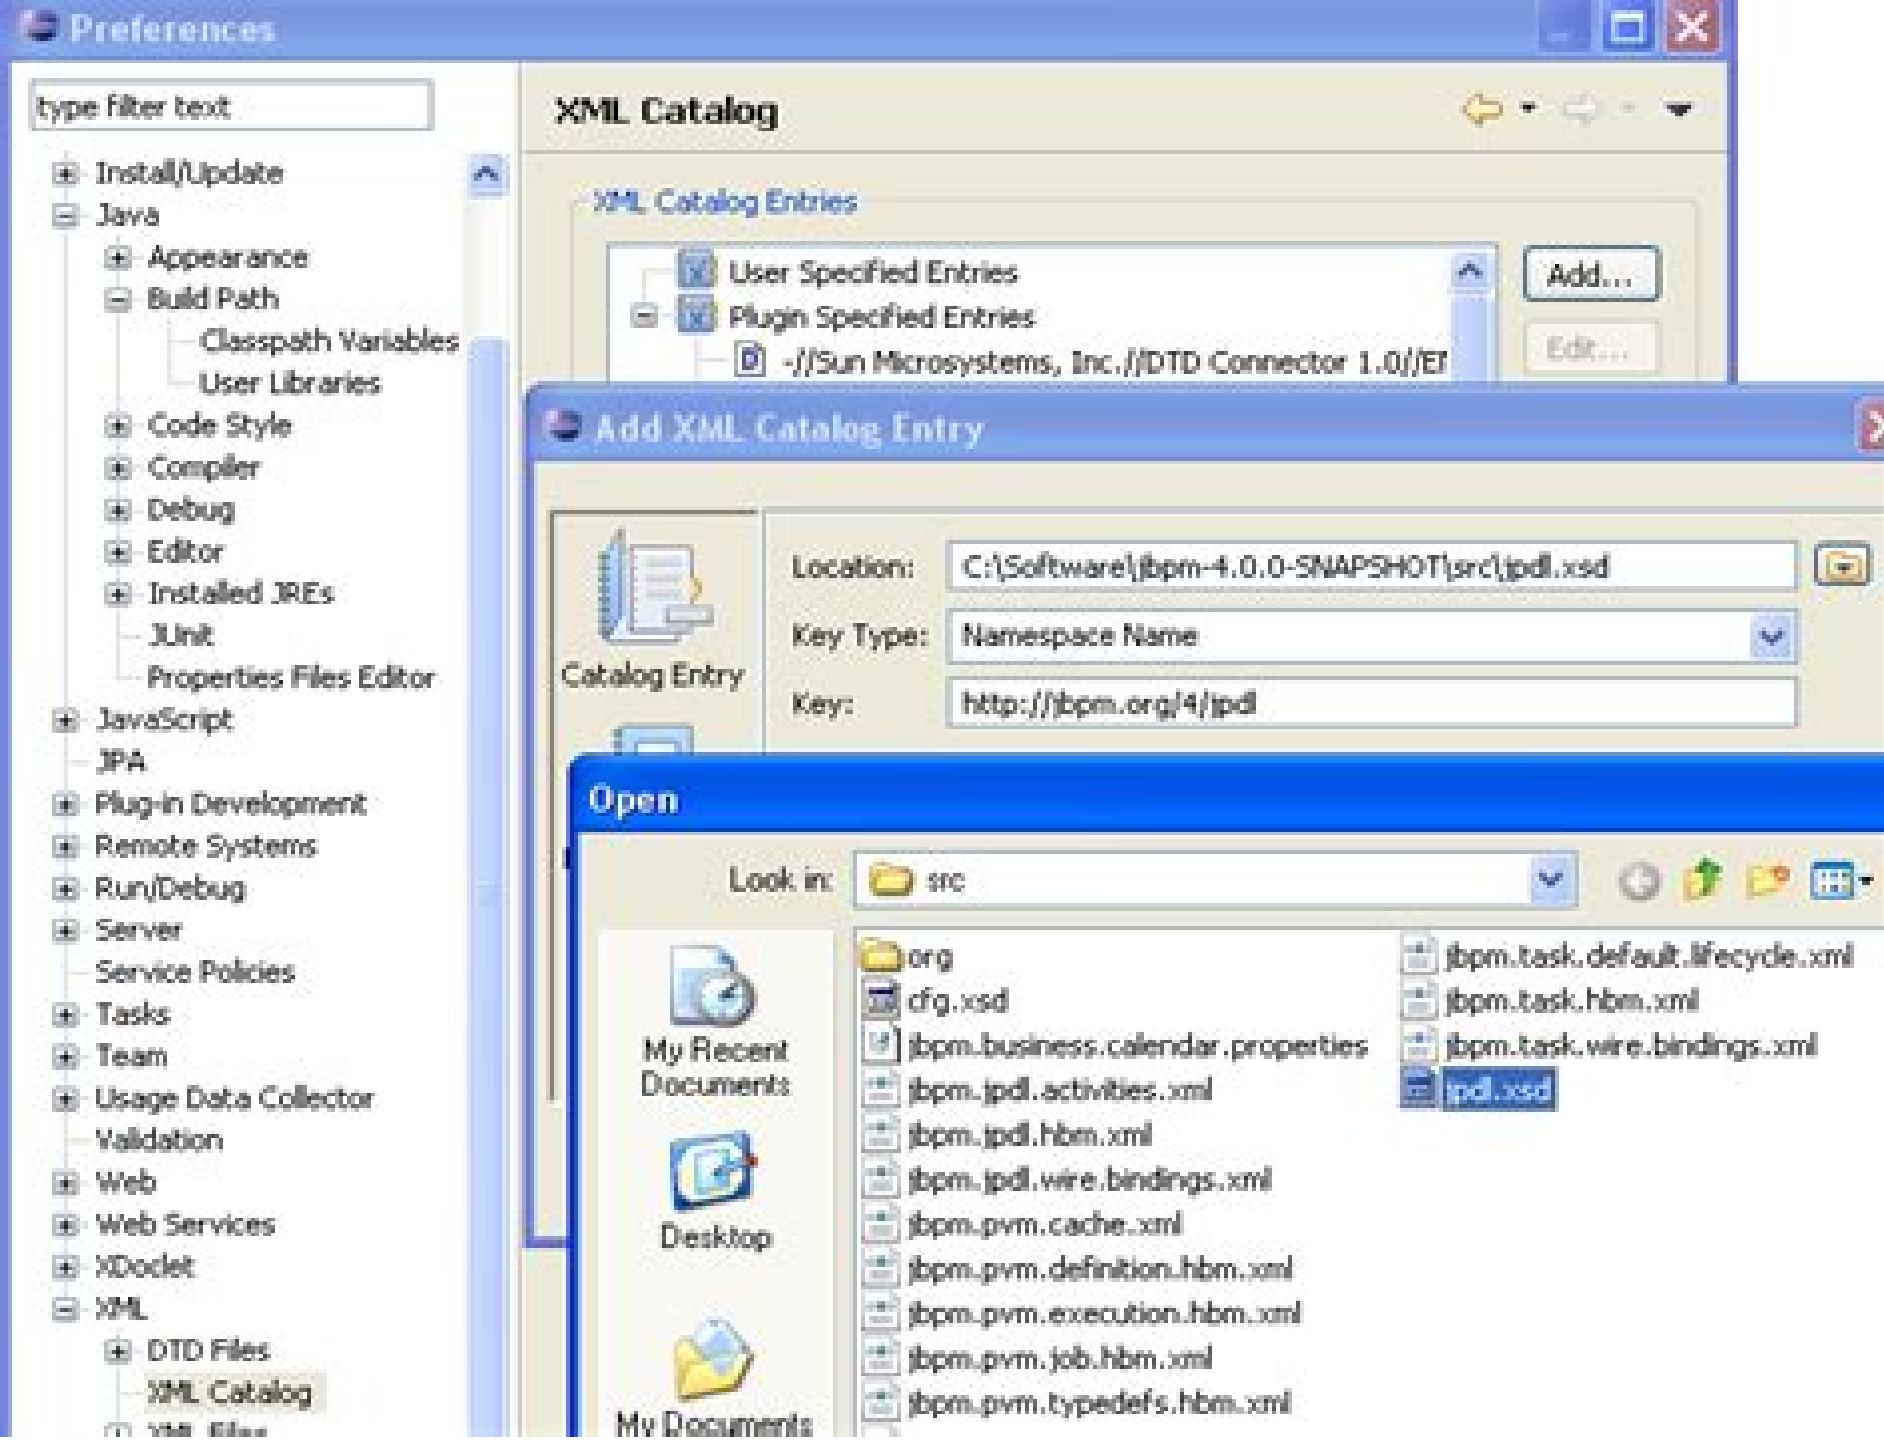 Preferences
type filter text
Install/Update
Java
Appearance
Build Path
Classpath Variables
User Libraries
Code Style
Compiler
Debug
Editor
Installed JREs
JUnit
Properties Files Editor
JavaScript
JPA
Plug-in Development
Remote Systems
Run/Debug
Server
Service Policies
Tasks
Team
Usage Data Collector
Validation
Web
Web Services
XDoclet
XML
DTD Files
XML Catalog
XML Files
XML Catalog
XML Catalog Entries
User Specified Entries
Plugin Specified Entries
-//Sun Microsystems, Inc.//DTD Connector 1.0//EN
Add...
Edit...
Add XML Catalog Entry
Catalog Entry
Location: C:\Software\jbpm-4.0.0-SNAPSHOT\src\jpdl.xsd
Key Type: Namespace Name
Key: http://jbpm.org/4/jpdl
Open
Look in: src
My Recent
Documents
Desktop
My Documents
org
cfg.xsd
jbpm.business.calendar.properties
jbpm.jpdl.activities.xml
jbpm.jpdl.hbm.xml
jbpm.jpdl.wire.bindings.xml
jbpm.pvm.cache.xml
jbpm.pvm.definition.hbm.xml
jbpm.pvm.execution.hbm.xml
jbpm.pvm.job.hbm.xml
jbpm.pvm.typedefs.hbm.xml
jbpm.task.default.lifecycle.xml
jbpm.task.hbm.xml
jbpm.task.wire.bindings.xml
jpdl.xsd